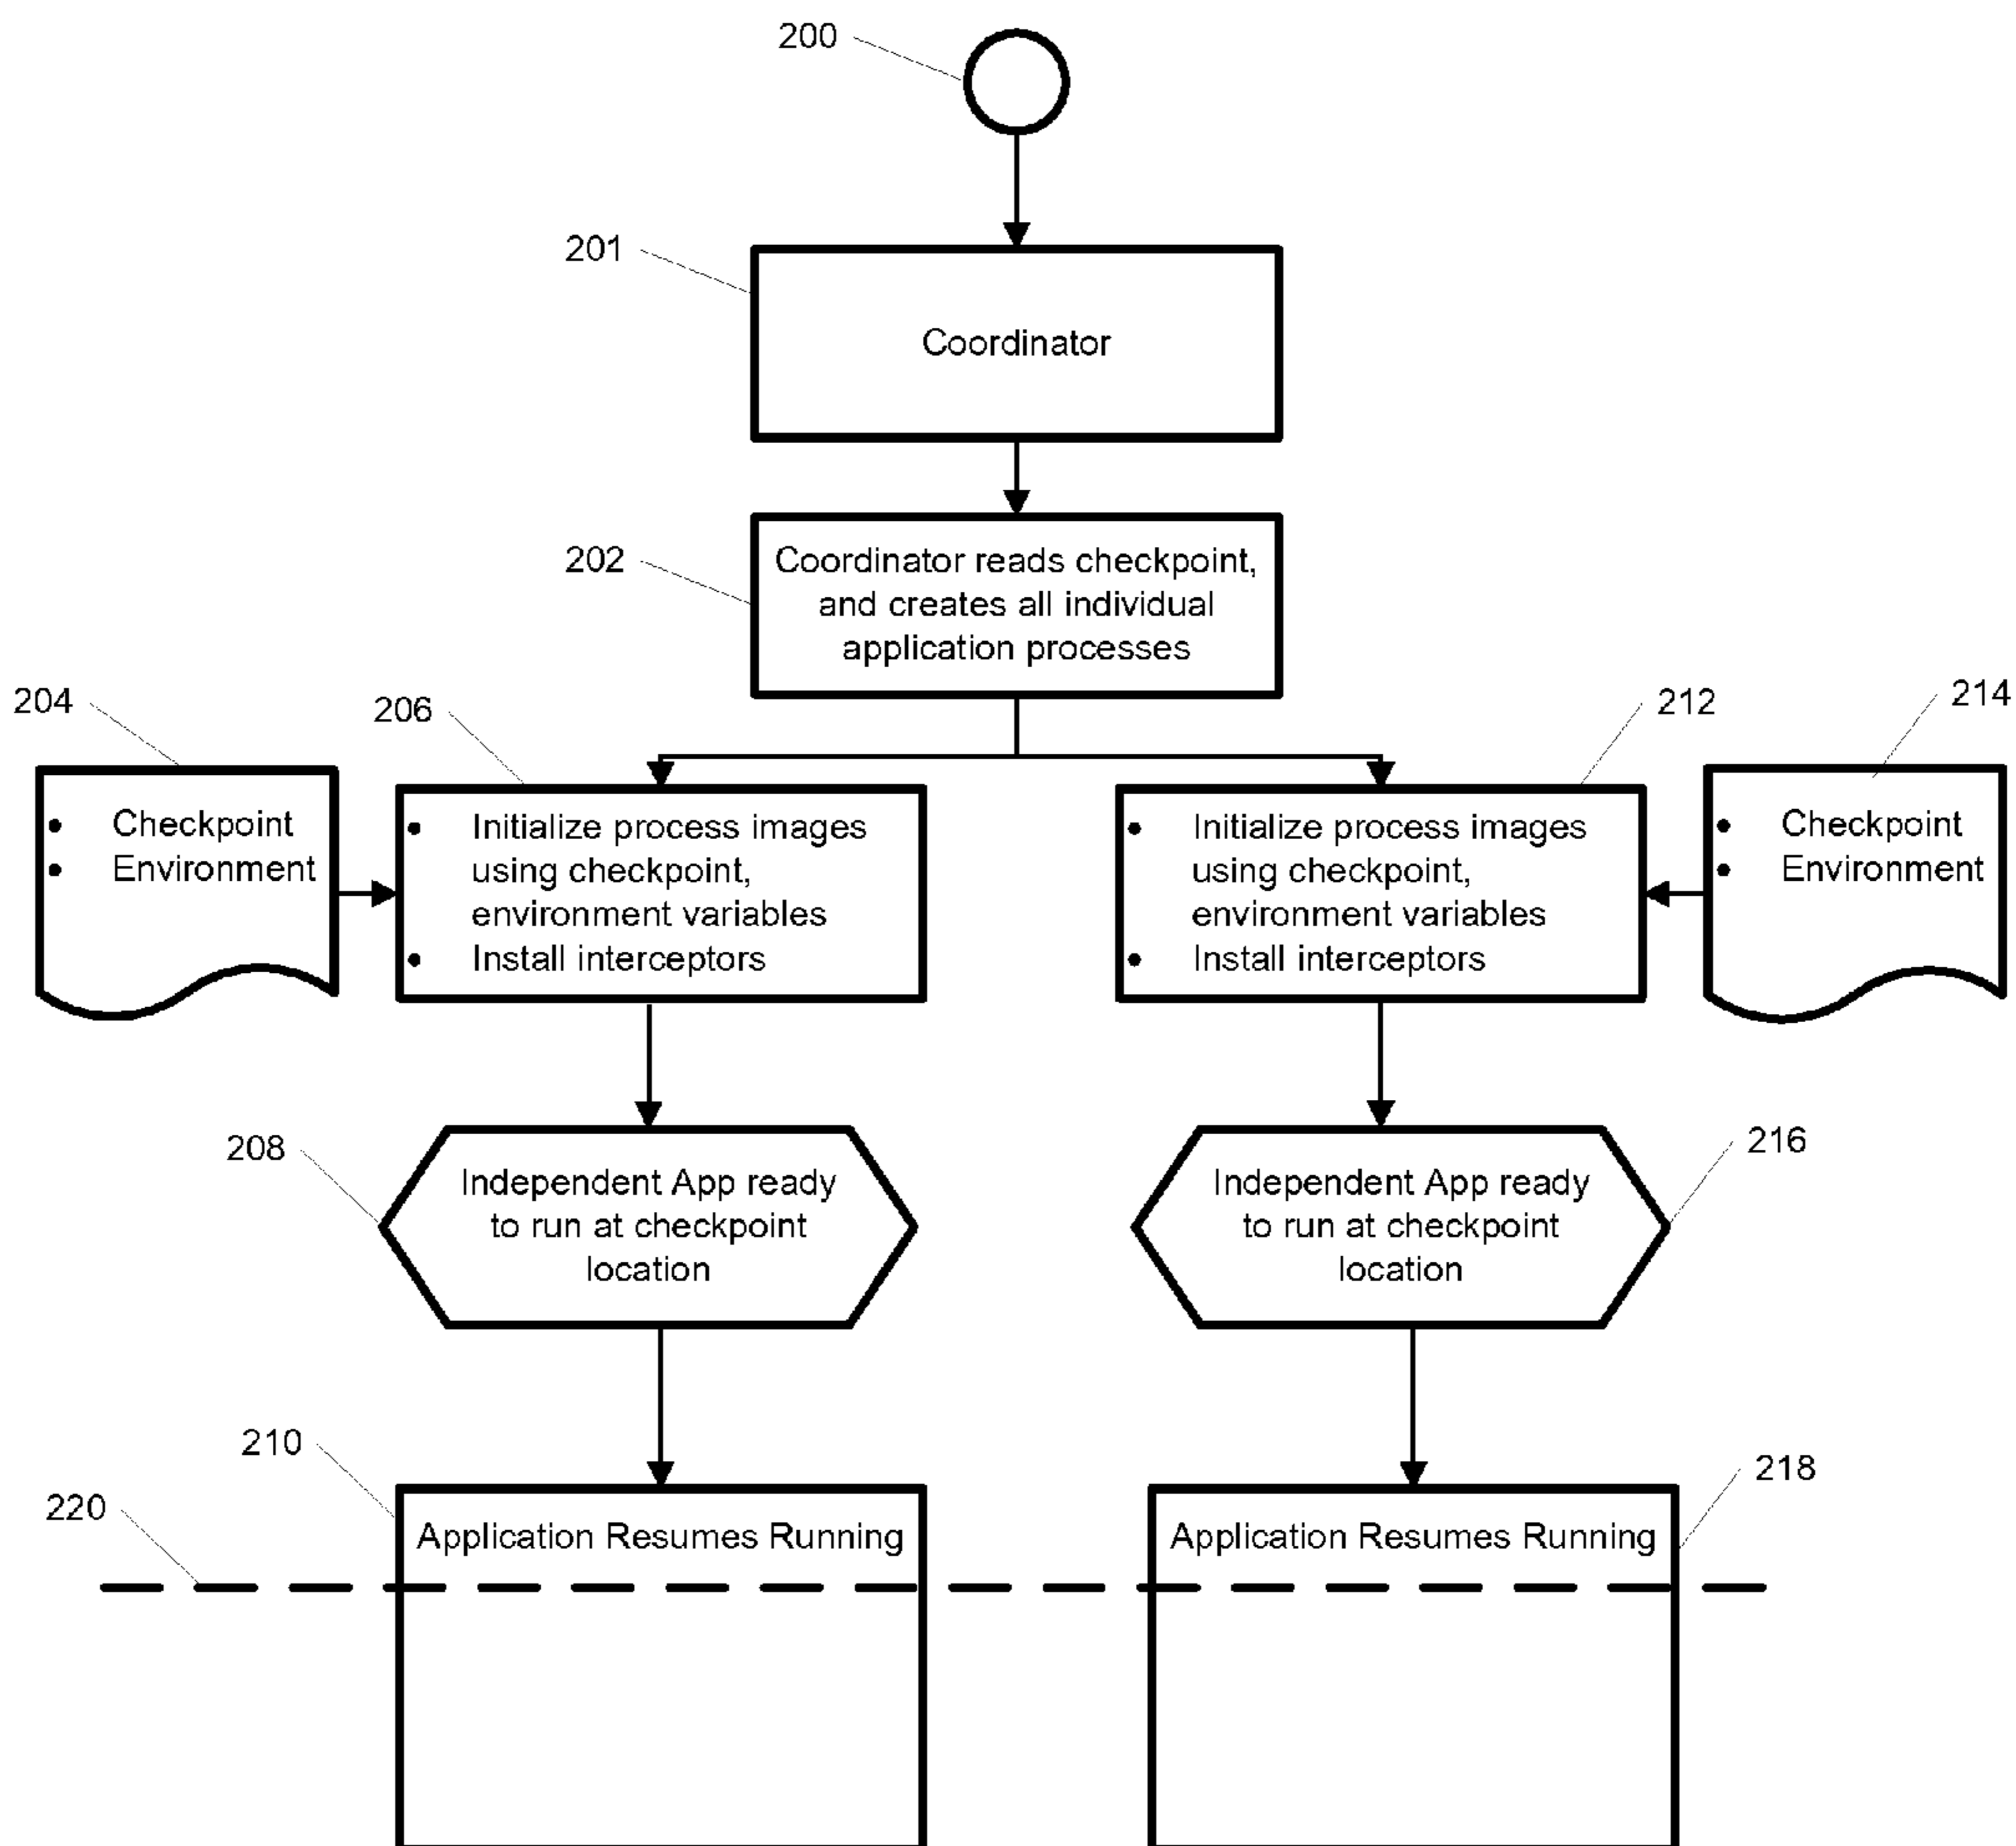 200
201
Coordinator
202
Coordinator reads checkpoint,
and creates all individual
application processes
204
206
212
214
• Checkpoint
• Environment
• Initialize process images
using checkpoint,
environment variables
• Install interceptors
• Initialize process images
using checkpoint,
environment variables
• Install interceptors
• Checkpoint
• Environment
208
Independent App ready
to run at checkpoint
location
Independent App ready
to run at checkpoint
location
216
210
Application Resumes Running
Application Resumes Running
218
220